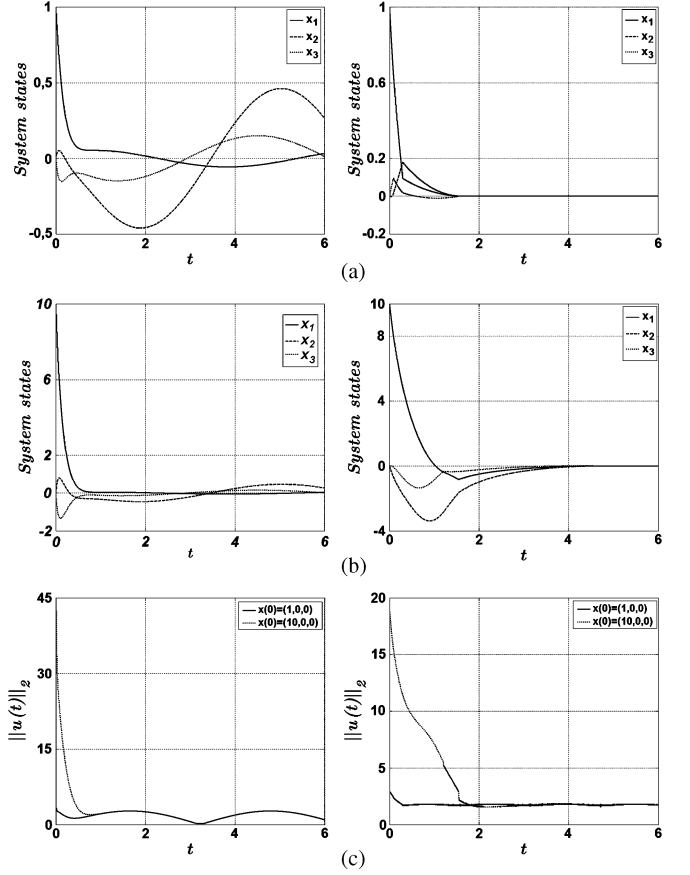 System states
1
0,5
0
-0,5
0
2
4
6
t
x1
x2
x3
System states
1
0.6
0.2
0
-0.2
0
2
4
6
t
x1
x2
x3
(a)
System states
10
6
2
0
-2
0
2
4
6
t
x1
x2
x3
System states
10
8
4
0
-4
0
2
4
6
t
x1
x2
x3
(b)
||u(t)||2
45
30
15
0
0
2
4
6
t
x(0)=(1,0,0)
x(0)=(10,0,0)
||u(t)||2
20
15
10
5
0
0
2
4
6
t
x(0)=(1,0,0)
x(0)=(10,0,0)
(c)